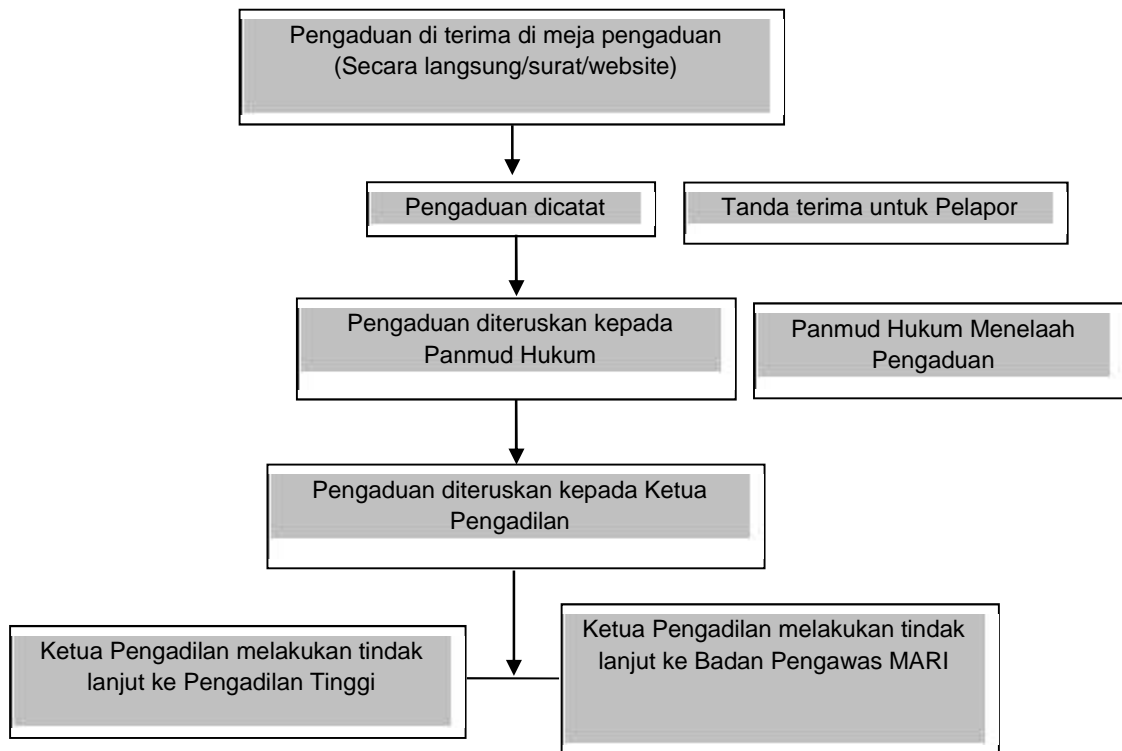 Pengaduan di terima di meja pengaduan
(Secara langsung/surat/website)
Pengaduan dicatat
Tanda terima untuk Pelapor
Pengaduan diteruskan kepada
Panmud Hukum
Panmud Hukum Menelaah
Pengaduan
Pengaduan diteruskan kepada Ketua
Pengadilan
Ketua Pengadilan melakukan tindak
lanjut ke Pengadilan Tinggi
Ketua Pengadilan melakukan tindak
lanjut ke Badan Pengawas MARI